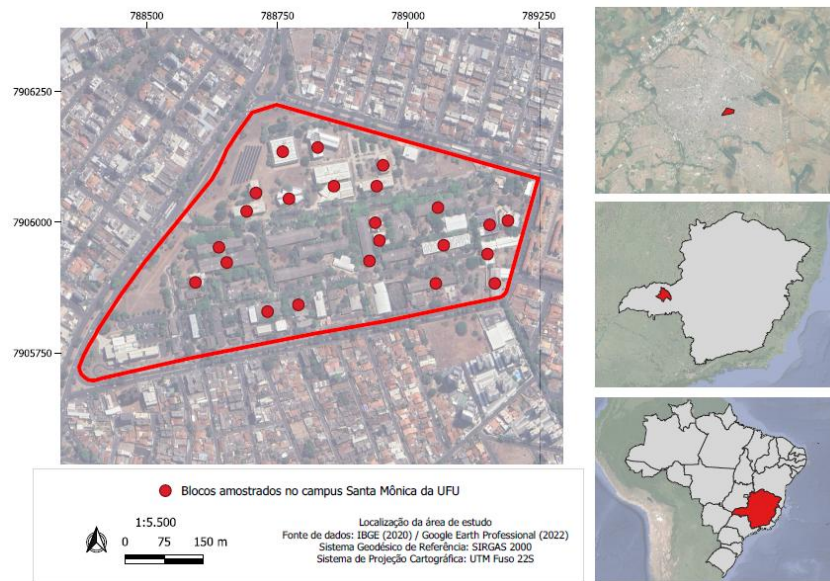 788500 788750 789000 789250
7906250
7906000
7905750
Blocos amostrados no campus Santa Mônica da UFU
1:5.500
0 75 150 m
Localização da área de estudo
Fonte de dados: IBGE (2020) / Google Earth Professional (2022)
Sistema Geodésico de Referência: SIRGAS 2000
Sistema de Projeção Cartográfica: UTM Fuso 22S